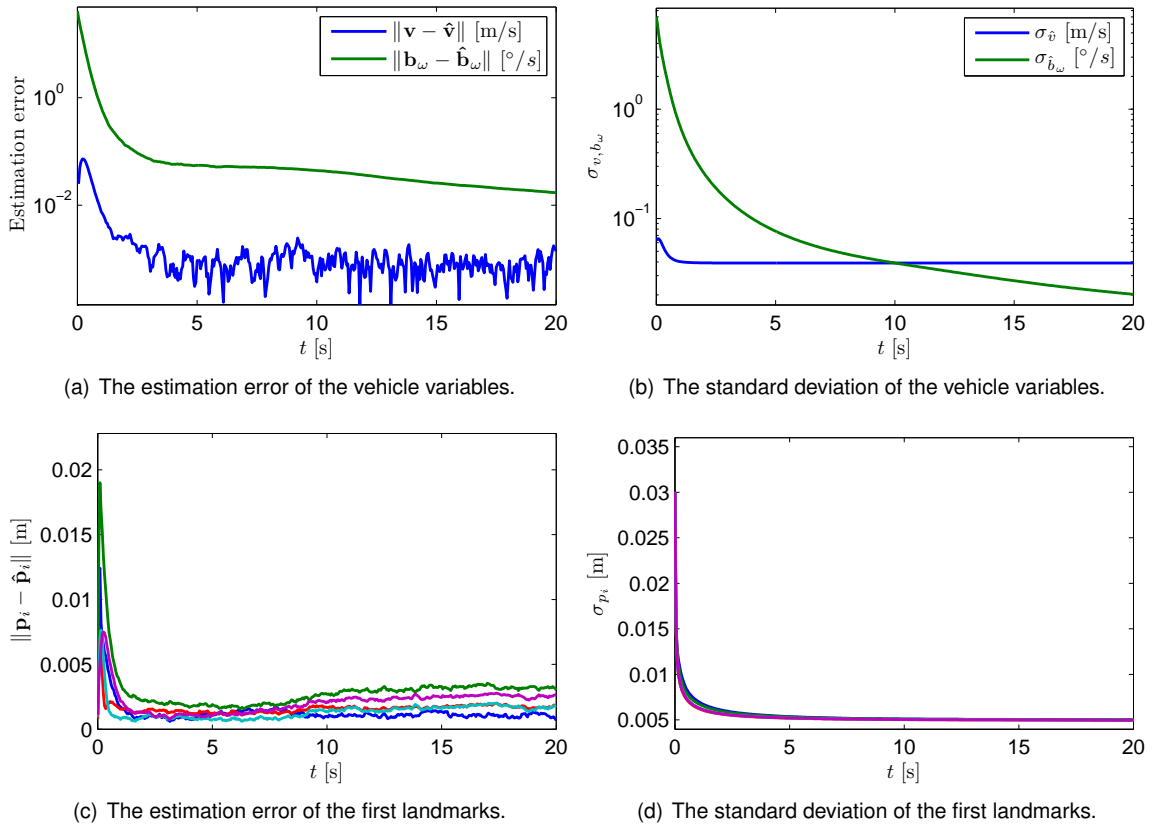 ‖v − v̂‖ [m/s]
‖b_ω − b̂_ω‖ [°/s]
10^0
10^−2
Estimation error
0 5 10 15 20
t [s]
(a) The estimation error of the vehicle variables.
σ_v̂ [m/s]
σ_b̂_ω [°/s]
10^0
10^−1
σ_v,b_ω
0 5 10 15 20
t [s]
(b) The standard deviation of the vehicle variables.
0.02
0.015
0.01
0.005
0
‖p_i − p̂_i‖ [m]
0 5 10 15 20
t [s]
(c) The estimation error of the first landmarks.
0.035
0.03
0.025
0.02
0.015
0.01
0.005
σ_p_i [m]
0 5 10 15 20
t [s]
(d) The standard deviation of the first landmarks.